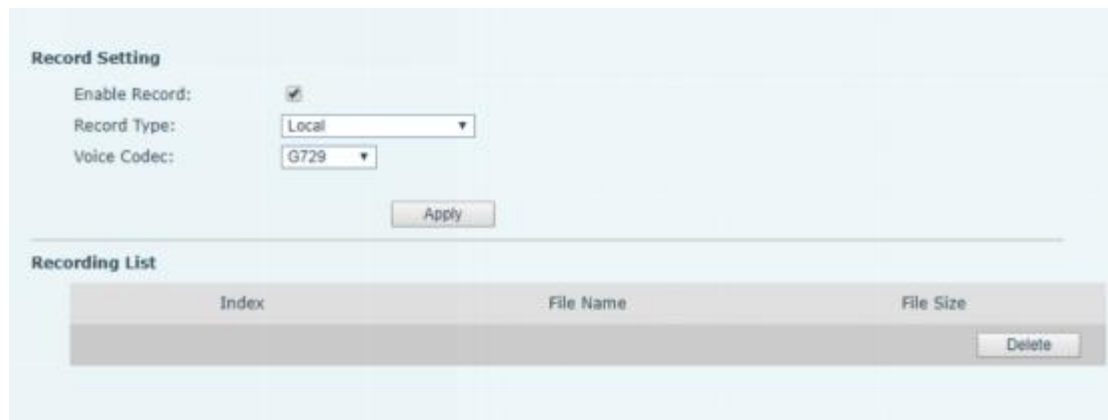 Record Setting
Enable Record:
Record Type: Local
Voice Codec: G729
Apply
Recording List
Index File Name File Size
Delete